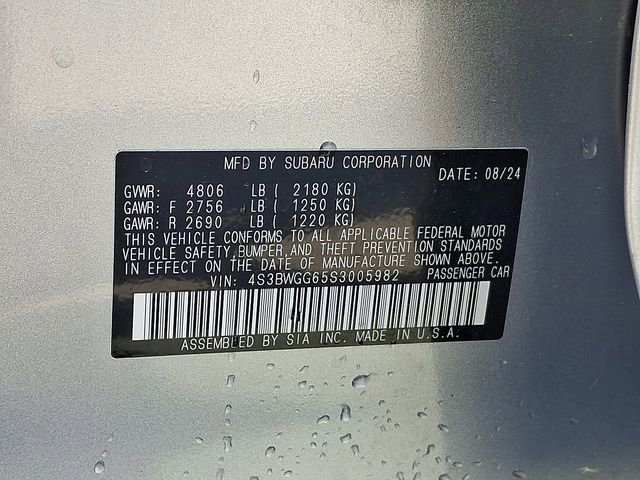 MFD BY SUBARU CORPORATION
DATE: 08/24
GVWR: 4806 LB ( 2180 KG)
GAWR: F 2756 LB ( 1250 KG)
GAWR: R 2690 LB ( 1220 KG)
THIS VEHICLE CONFORMS TO ALL APPLICABLE FEDERAL MOTOR
VEHICLE SAFETY,BUMPER,AND THEFT PREVENTION STANDARDS
IN EFFECT ON THE DATE OF MANUFACTURE SHOWN ABOVE.
VIN: 4S3BWGG65S3005982 PASSENGER CAR
ASSEMBLED BY SIA INC. MADE IN U.S.A.